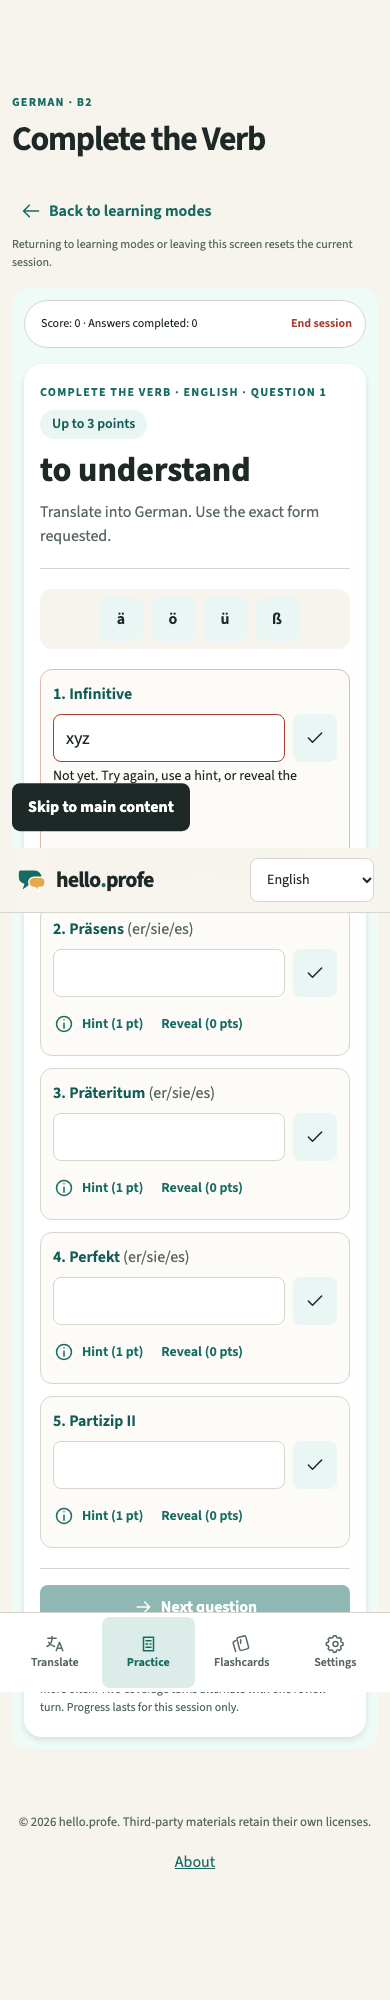 GERMAN · B2
Complete the Verb
Back to learning modes
Returning to learning modes or leaving this screen resets the current
session.
Score: 0 · Answers completed: 0
End session
COMPLETE THE VERB · ENGLISH · QUESTION 1
Up to 3 points
to understand
Translate into German. Use the exact form
requested.
ä ö ü ß
1. Infinitive
xyz
Not yet. Try again, use a hint, or reveal the
Skip to main content
hello.profe
English
2. Präsens (er/sie/es)
Hint (1 pt) Reveal (0 pts)
3. Präteritum (er/sie/es)
Hint (1 pt) Reveal (0 pts)
4. Perfekt (er/sie/es)
Hint (1 pt) Reveal (0 pts)
5. Partizip II
Hint (1 pt) Reveal (0 pts)
Next question
Translate Practice Flashcards Settings
turn. Progress lasts for this session only.
© 2026 hello.profe. Third-party materials retain their own licenses.
About